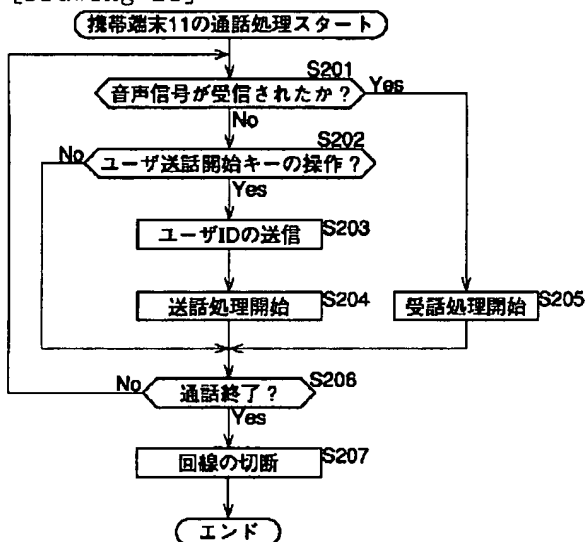 携帯端末11の通話処理スタート
S201
音声信号が受信されたか？
Yes
No
S202
No
ユーザ送話開始キーの操作？
Yes
ユーザIDの送信
S203
送話処理開始
S204
受話処理開始
S205
No
通話終了？
S206
Yes
回線の切断
S207
エンド